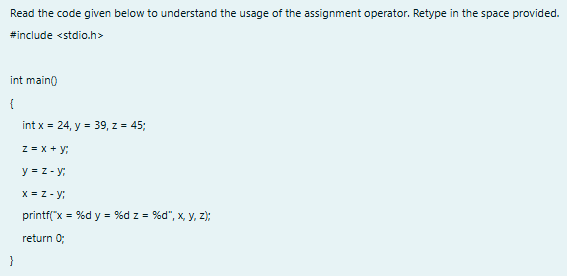 Read the code given below to understand the usage of the assignment operator. Retype in the space provided.
#include <stdio.h>
int main()
{
int x = 24, y = 39, z = 45;
z = x + y;
y = z - y;
x = z - y;
printf("x = %d y = %d z = %d", x, y, z);
return 0;
}